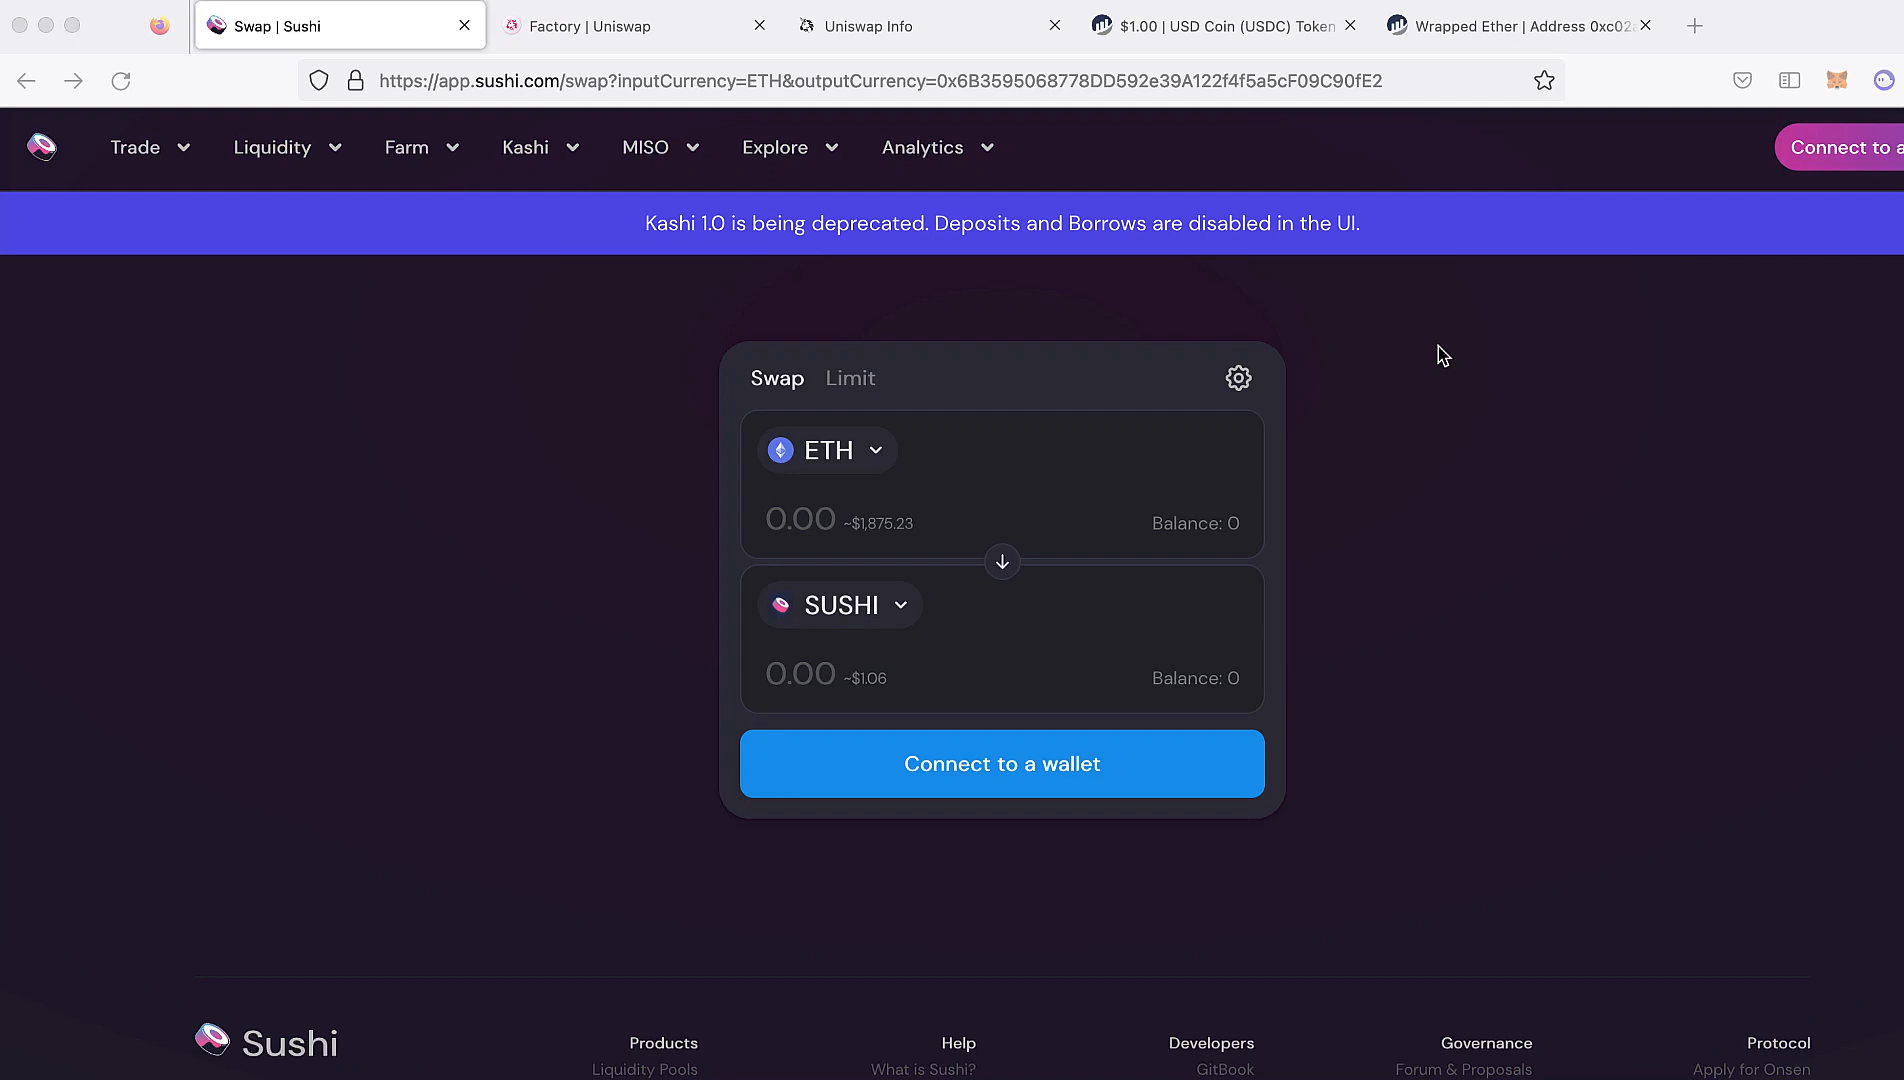 Swap | Sushi
Factory | Uniswap
Uniswap Info
$1.00 | USD Coin (USDC) Token
Wrapped Ether | Address 0xc02a
https://app.sushi.com/swap?inputCurrency=ETH&outputCurrency=0x6B3595068778DD592e39A122f4f5a5cF09C90fE2
Trade
Liquidity
Farm
Kashi
MISO
Explore
Analytics
Connect to a
Kashi 1.0 is being deprecated. Deposits and Borrows are disabled in the UI.
Swap
Limit
ETH
0.00 ~$1,875.23
Balance: 0
SUSHI
0.00 ~$1.06
Balance: 0
Connect to a wallet
Sushi
Products
Help
Developers
Governance
Protocol
Liquidity Pools
What is Sushi?
GitBook
Forum & Proposals
Apply for Onsen